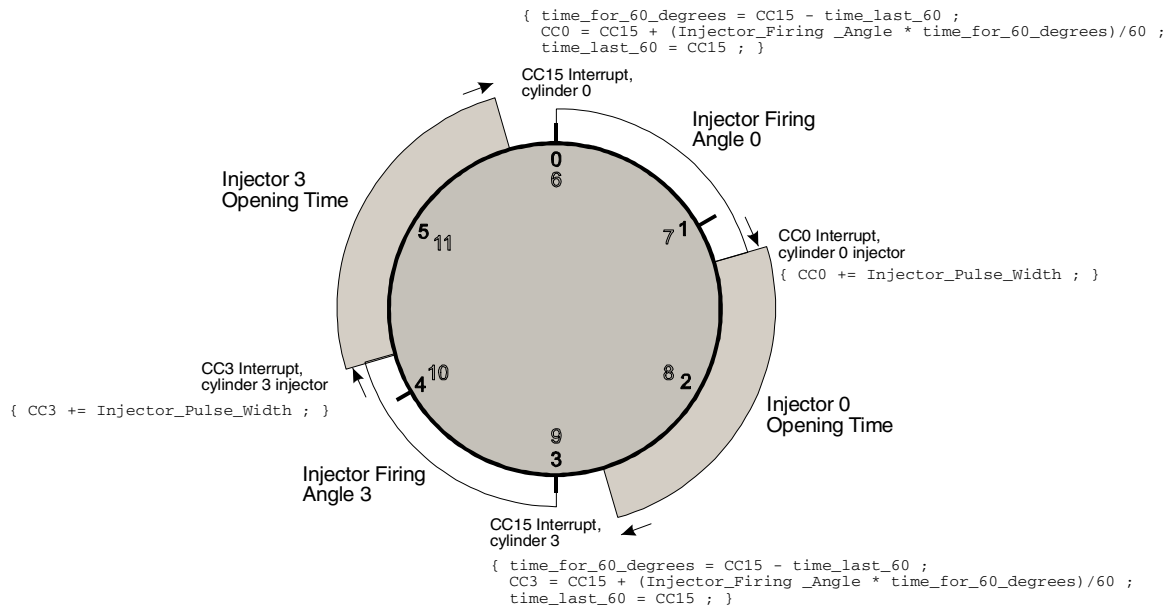 { time_for_60_degrees = CC15 - time_last_60 ;
CC0 = CC15 + (Injector_Firing _Angle * time_for_60_degrees)/60 ;
time_last_60 = CC15 ; }
CC15 Interrupt,
cylinder 0
Injector Firing
Angle 0
0
6
Injector 3
Opening Time
5
11
7
1
CC0 Interrupt,
cylinder 0 injector
{ CC0 += Injector_Pulse_Width ; }
CC3 Interrupt,
cylinder 3 injector
{ CC3 += Injector_Pulse_Width ; }
4
10
8
2
Injector 0
Opening Time
9
3
Injector Firing
Angle 3
CC15 Interrupt,
cylinder 3
{ time_for_60_degrees = CC15 - time_last_60 ;
CC3 = CC15 + (Injector_Firing _Angle * time_for_60_degrees)/60 ;
time_last_60 = CC15 ; }